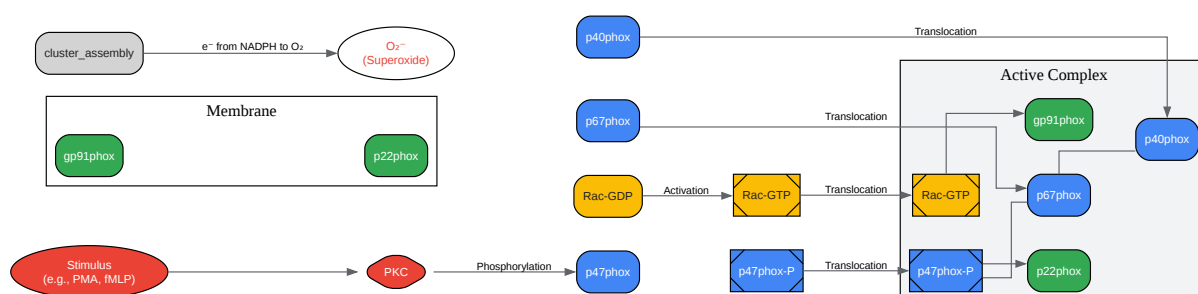 p40phox
Translocation
cluster_assembly
e⁻ from NADPH to O₂
O₂⁻
(Superoxide)
Active Complex
Membrane
p67phox
Translocation
gp91phox
p40phox
gp91phox
p22phox
Rac-GDP
Activation
Rac-GTP
Translocation
Rac-GTP
p67phox
Stimulus
(e.g., PMA, fMLP)
PKC
Phosphorylation
p47phox
p47phox-P
Translocation
p47phox-P
p22phox